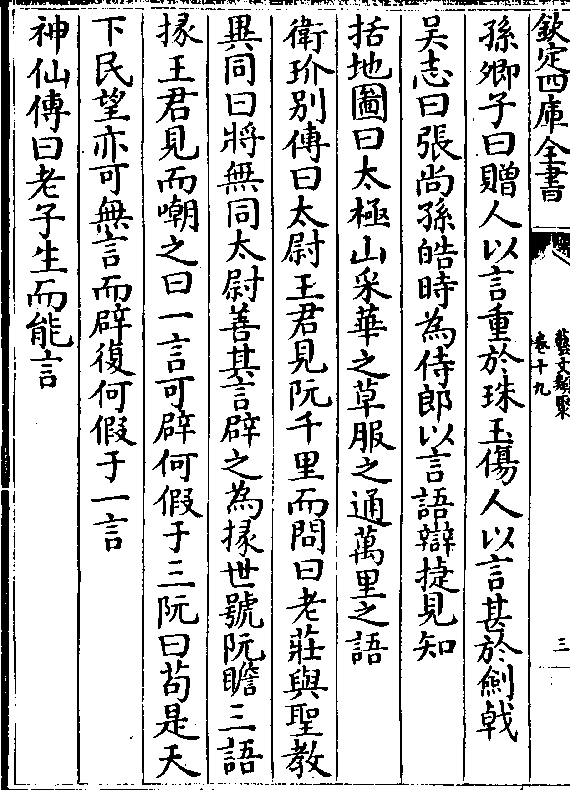 欽定四庫全書
藝文類聚
卷十九
三
孫卿子曰贈人以言重於珠玉傷人以言甚於劍戟
吴志曰張尚孫皓時為侍郎以言語辯捷見知
括地圖曰太極山采華之草服之通萬里之語
衛玠别傳曰太尉王君見阮千里而問曰老莊與聖教
異同曰將無同太尉善其言辟之為掾世號阮瞻三語
掾王君見而嘲之曰一言可辟何假于三阮曰苟是天
下民望亦可無言而辟復何假于一言
神仙傳曰老子生而能言